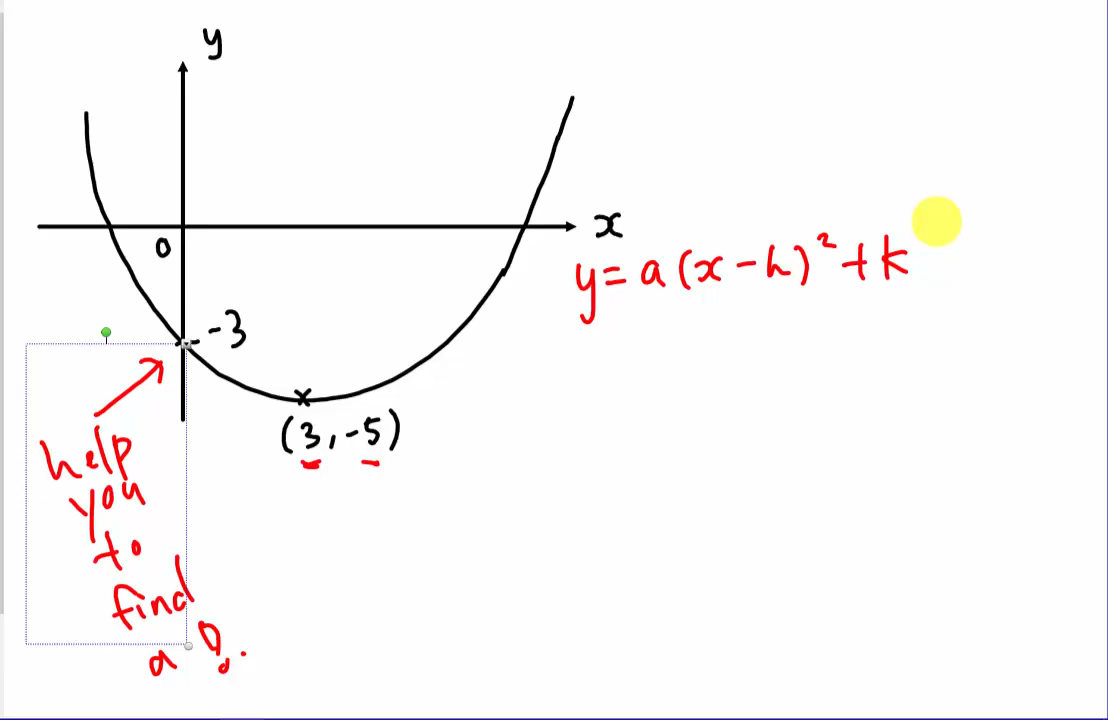 y
x
0
y = a(x-h)²+k
-3
(3,-5)
help
you
to
find
a